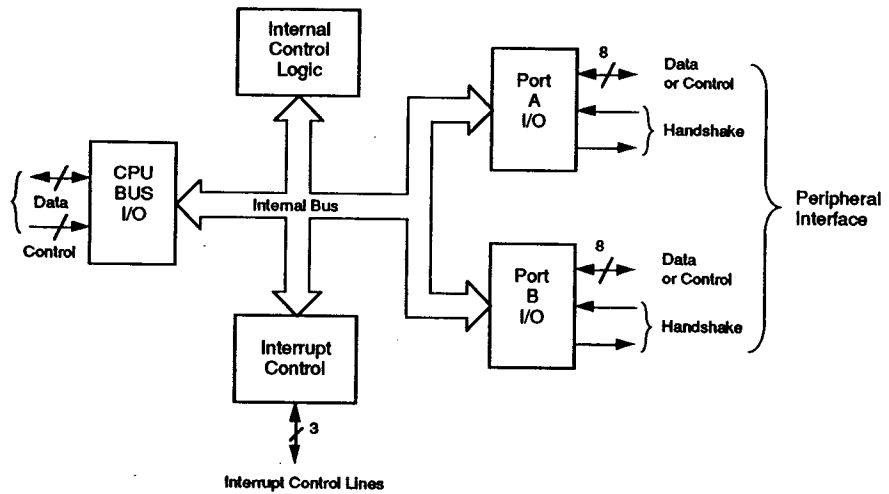 Internal
Control
Logic
CPU
BUS
I/O
Data
Control
Internal Bus
Interrupt
Control
3
Interrupt Control Lines
Port
A
I/O
8
Data
or Control
Handshake
Port
B
I/O
8
Data
or Control
Handshake
Peripheral
Interface